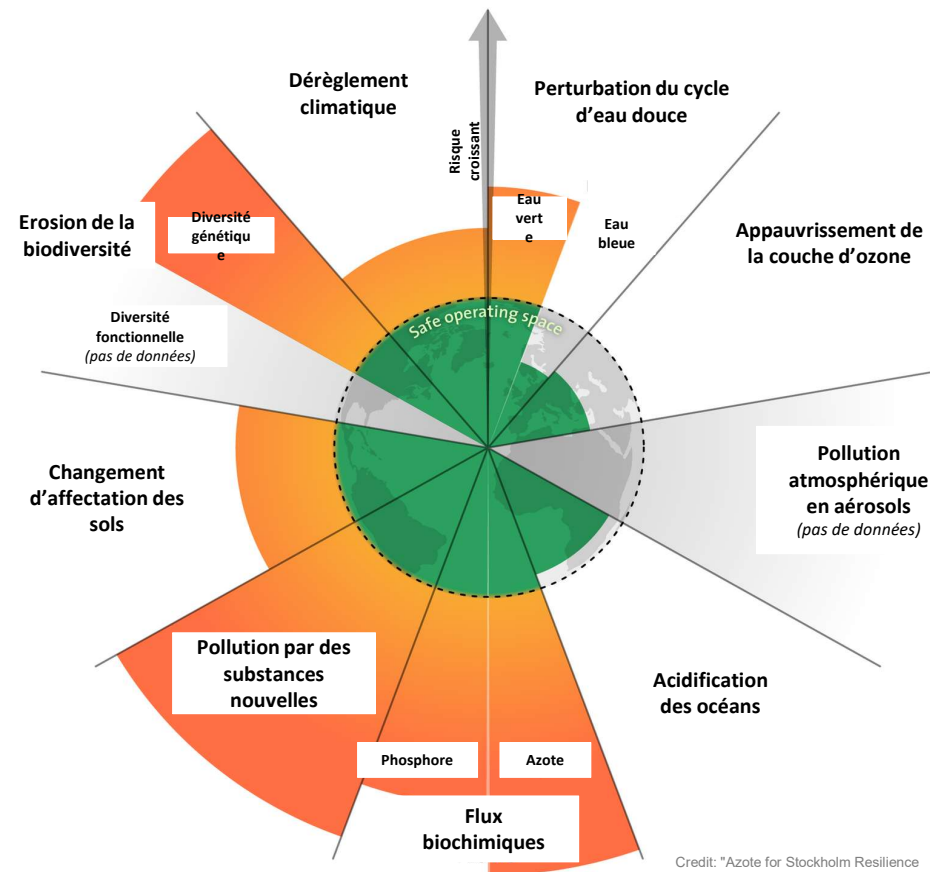 Dérèglement
climatique
Perturbation du cycle
d’eau douce
Risque
croissant
Erosion de la
biodiversité
Diversité
génétiqu
e
Eau
vert
e
Eau
bleue
Appauvrissement de
la couche d’ozone
Diversité
fonctionnelle
(pas de données)
Safe operating space
Changement
d’affectation des
sols
Pollution
atmosphérique
en aérosols
(pas de données)
Pollution par des
substances
nouvelles
Acidification
des océans
Phosphore
Azote
Flux
biochimiques
Credit: "Azote for Stockholm Resilience